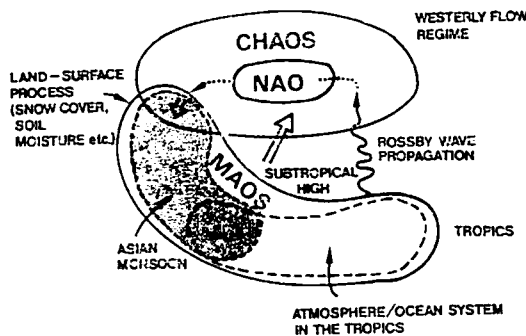 WESTERLY FLOW
REGIME
CHAOS
NAO
LAND-SURFACE
PROCESS
(SNOW COVER,
SOIL
MOISTURE etc.)
ROSSBY WAVE
PROPAGATION
SUBTROPICAL
HIGH
MAOS
TROPICS
ASIAN
MONSOON
ATMOSPHERE/OCEAN SYSTEM
IN THE TROPICS